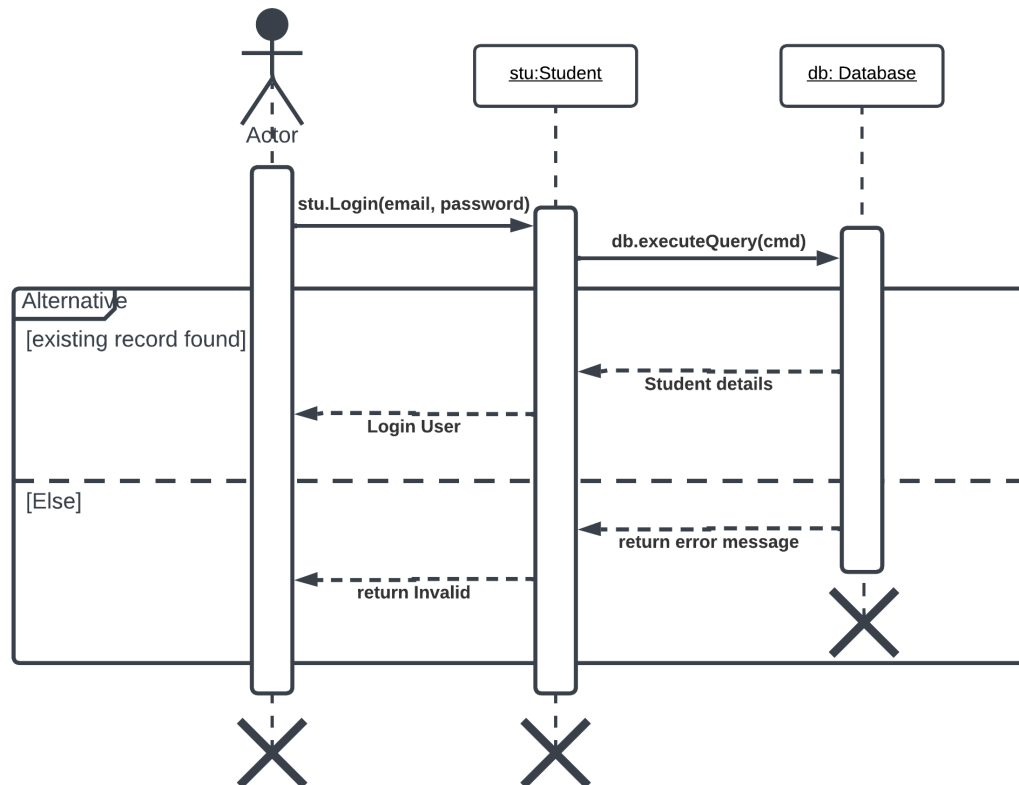 stu:Student
db: Database
Actor
stu.Login(email, password)
db.executeQuery(cmd)
Alternative
[existing record found]
Student details
Login User
[Else]
return error message
return Invalid